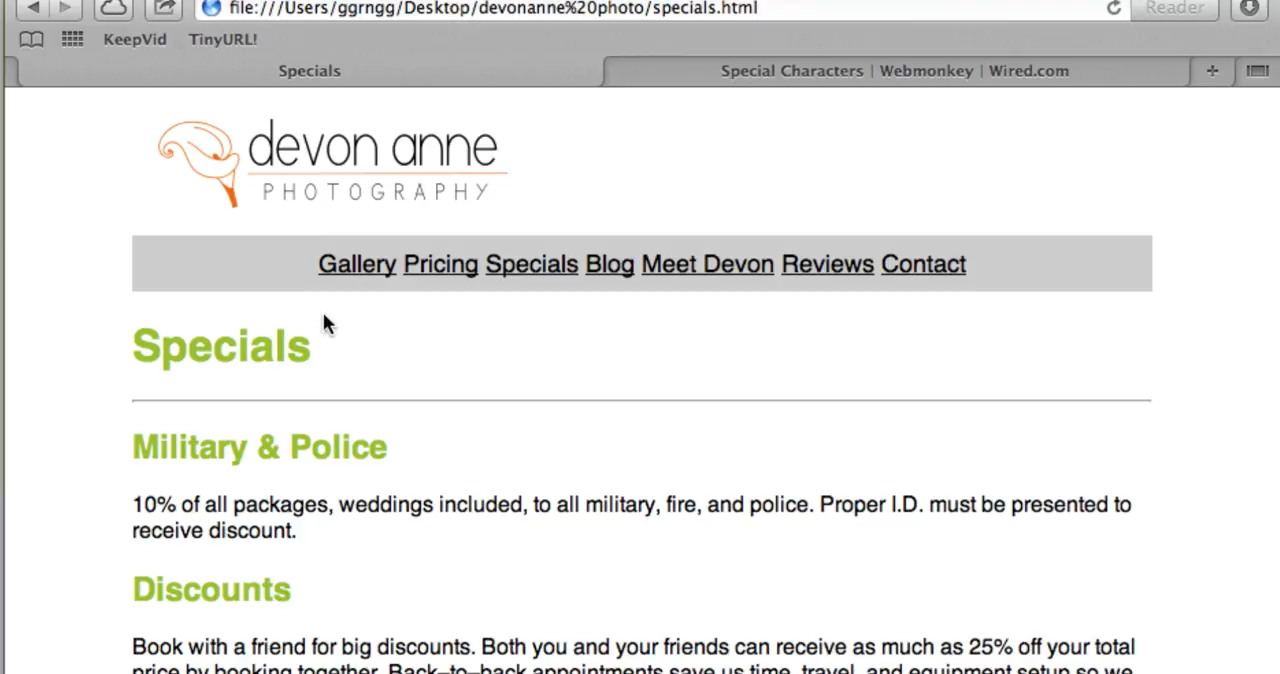 file:///Users/ggrngg/Desktop/devonanne%20photo/specials.html
Reader
KeepVid TinyURL!
Specials
Special Characters | Webmonkey | Wired.com
devon anne
PHOTOGRAPHY
Gallery Pricing Specials Blog Meet Devon Reviews Contact
Specials
Military & Police
10% of all packages, weddings included, to all military, fire, and police. Proper I.D. must be presented to
receive discount.
Discounts
Book with a friend for big discounts. Both you and your friends can receive as much as 25% off your total
price by booking together. Back–to–back appointments save us time, travel, and equipment setup so we